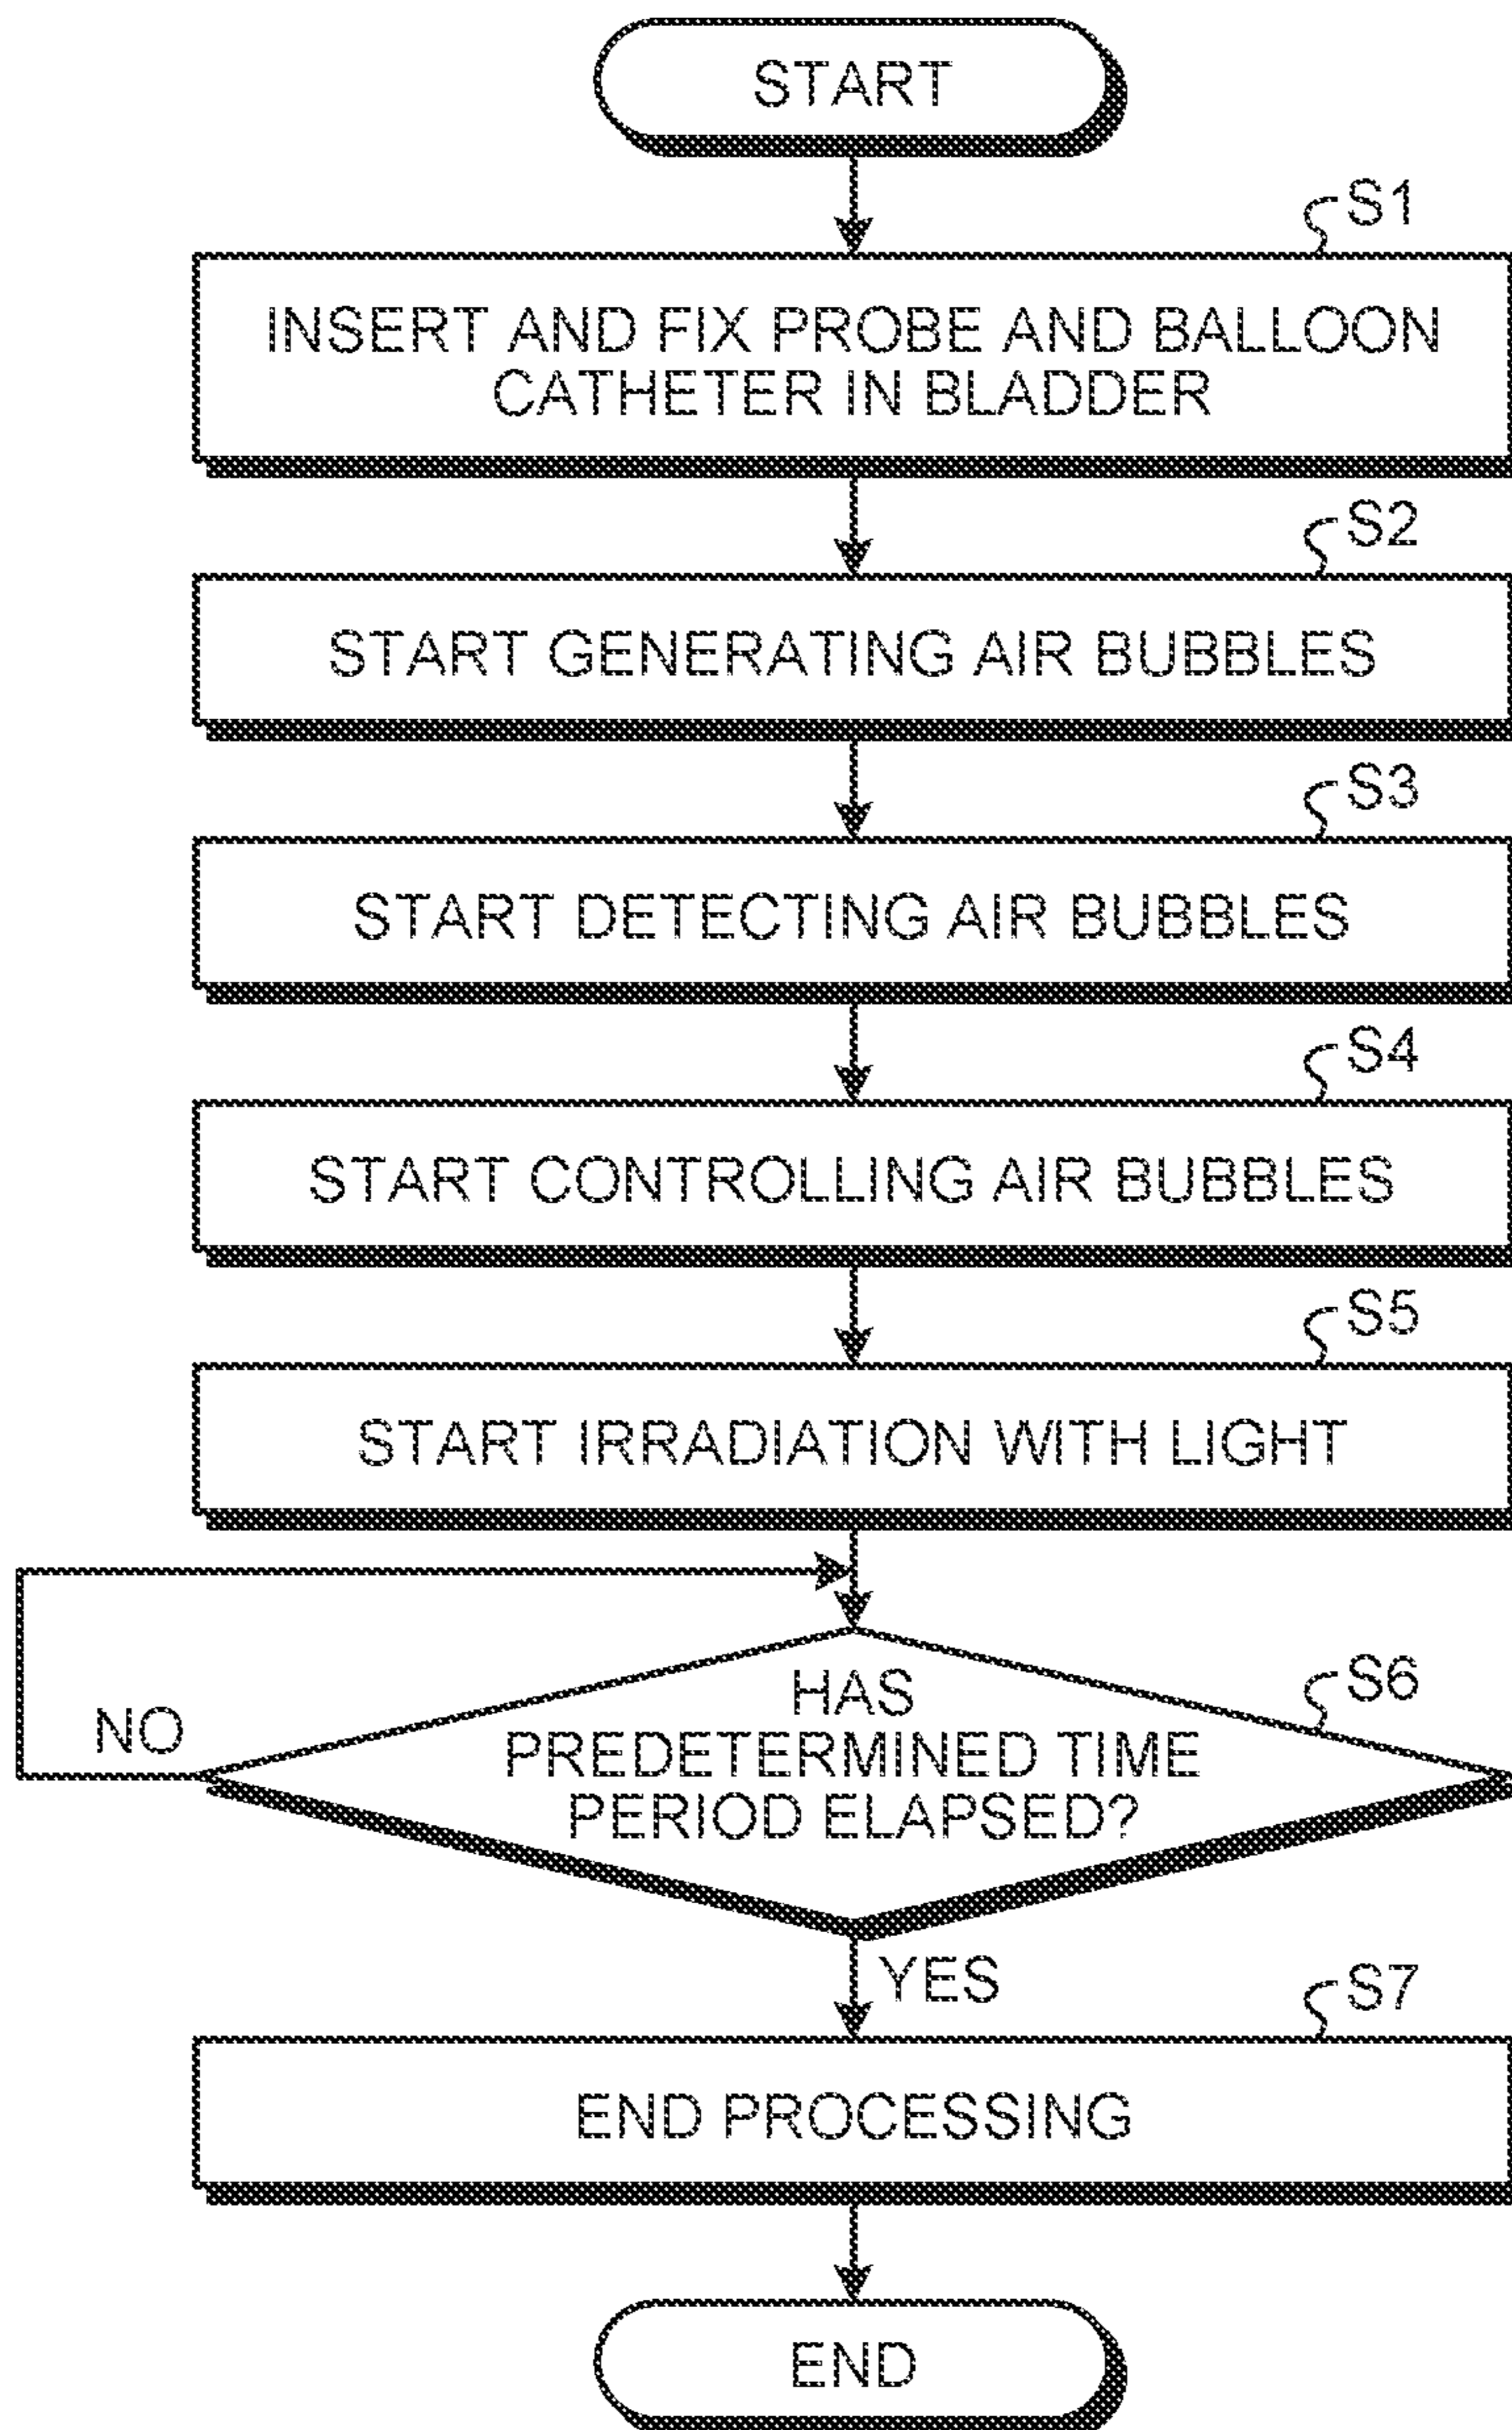 START
S1
INSERT AND FIX PROBE AND BALLOON
CATHETER IN BLADDER
S2
START GENERATING AIR BUBBLES
S3
START DETECTING AIR BUBBLES
S4
START CONTROLLING AIR BUBBLES
S5
START IRRADIATION WITH LIGHT
S6
HAS
PREDETERMINED TIME
PERIOD ELAPSED?
NO
YES
S7
END PROCESSING
END